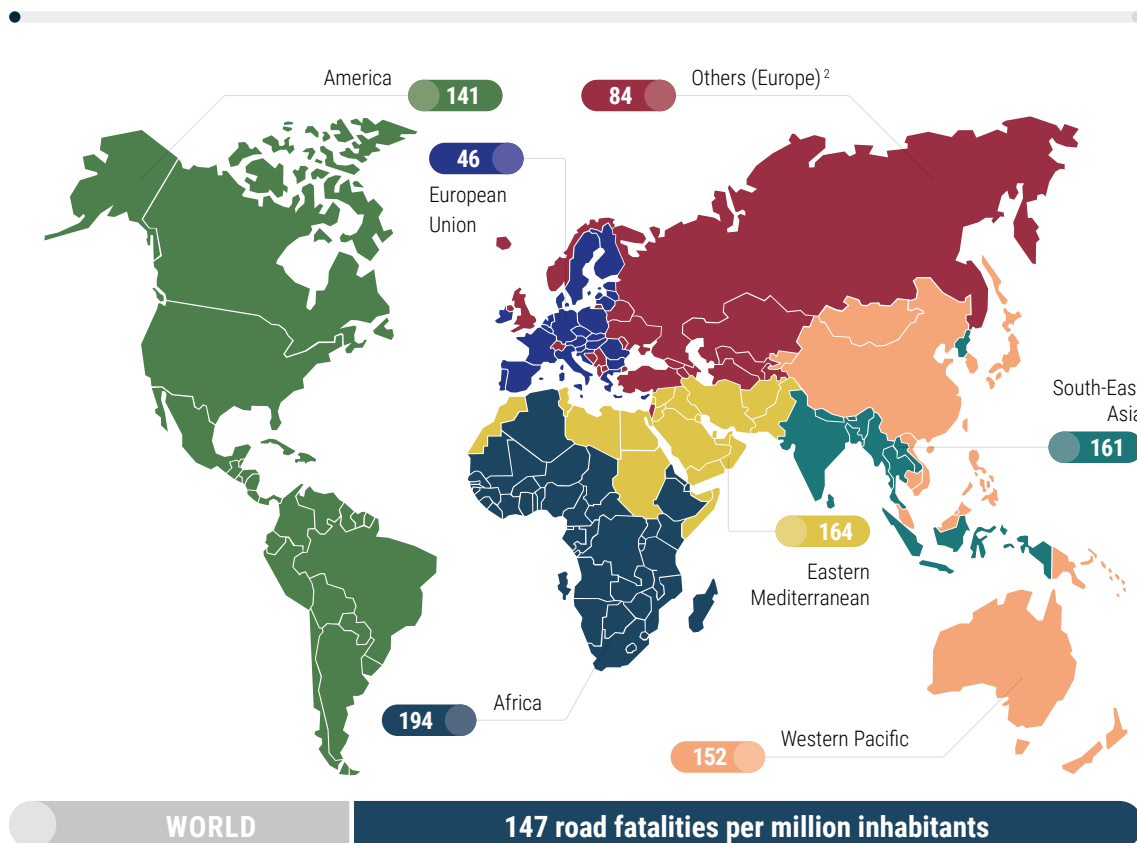 America
141
84
Others (Europe) 2
46
European
Union
South-Eas
Asia
161
164
Eastern
Mediterranean
194
Africa
152
Western Pacific
WORLD
147 road fatalities per million inhabitants